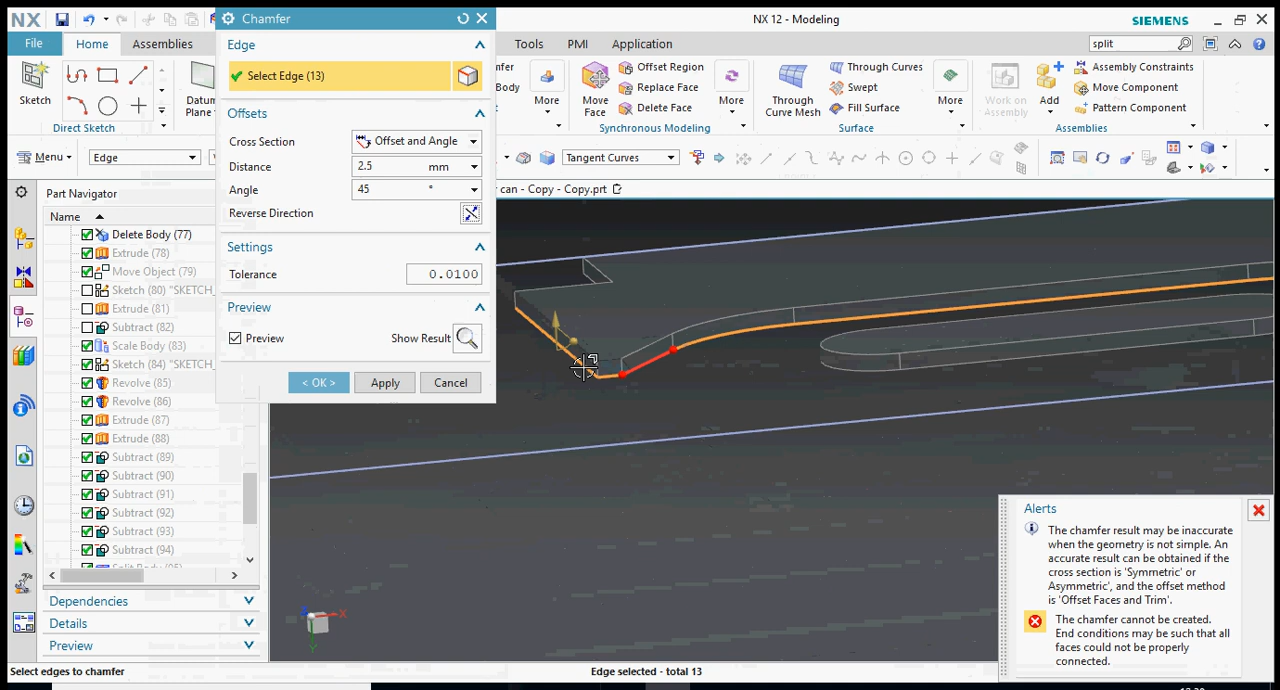 NX
NX 12 - Modeling
SIEMENS
Chamfer
File
Home
Assemblies
Tools
PMI
Application
split
Edge
Select Edge (13)
Offsets
Cross Section
Offset and Angle
Distance
2.5
mm
Angle
45
°
Reverse Direction
Settings
Tolerance
0.0100
Preview
Preview
Show Result
< OK >
Apply
Cancel
Sketch
Datum
Plane
Direct Sketch
More
Move
Face
Offset Region
Replace Face
Delete Face
More
Synchronous Modeling
Through
Curve Mesh
Through Curves
Swept
Fill Surface
More
Surface
Work on
Assembly
Add
Assembly Constraints
Move Component
Pattern Component
Assemblies
Menu
Edge
Tangent Curves
can - Copy - Copy.prt
Part Navigator
Name
Delete Body (77)
Extrude (78)
Move Object (79)
Sketch (80) "SKETCH_
Extrude (81)
Subtract (82)
Scale Body (83)
Sketch (84) "SKETCH_
Revolve (85)
Revolve (86)
Extrude (87)
Extrude (88)
Subtract (89)
Subtract (90)
Subtract (91)
Subtract (92)
Subtract (93)
Subtract (94)
Dependencies
Details
Preview
X
Y
Alerts
The chamfer result may be inaccurate
when the geometry is not simple. An
accurate result can be obtained if the
cross section is 'Symmetric' or
Asymmetric', and the offset method
is 'Offset Faces and Trim'.
The chamfer cannot be created.
End conditions may be such that all
faces could not be properly
connected.
Select edges to chamfer
Edge selected - total 13